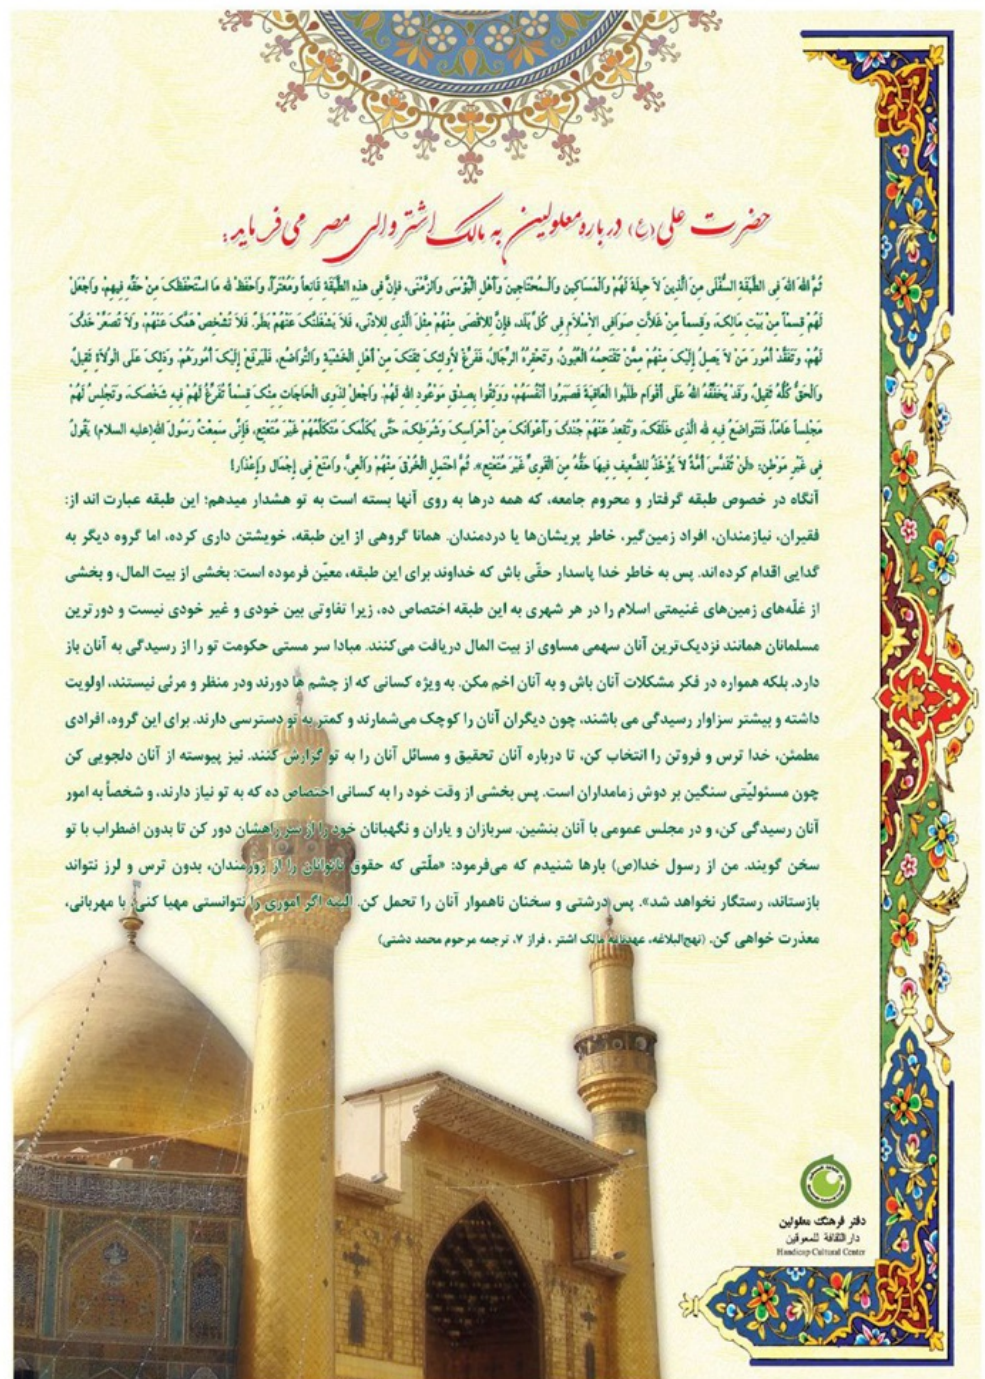 حضرت علی (ع) درباره معلولین به مالک اشتر والی مصر می‌فرماید:
ثُمَّ اللهَ اللهَ فِی الطَّبَقَةِ السُّفْلَى مِنَ الَّذِینَ لاَ حِیلَةَ لَهُمْ وَالْمَسَاکِینِ وَالْمُحْتَاجِینَ وَأَهْلِ الْبُؤْسَى وَالزَّمْنَى، فَإِنَّ فِی هذِهِ الطَّبَقَةِ قَانِعاً وَمُعْتَرّاً، وَاحْفَظْ لله مَا اسْتَحْفَظَکَ مِنْ حَقِّهِ فِیهِمْ، وَاجْعَلْ
لَهُمْ قِسْماً مِنْ بَیْتِ مَالِکَ، وَقِسْماً مِنْ غَلاَّتِ صَوَافِی الاْسْلاَمِ فِی کُلِّ بَلَد، فَإِنَّ لِلاْقْصَى مِنْهُمْ مِثْلَ الَّذِی لِلاْدْنَى، فَلاَ یَشْغَلَنَّکَ عَنْهُمْ بَطَرٌ، فَلاَ تُشْخِصْ هَمَّکَ عَنْهُمْ، وَلاَ تُصَعِّرْ خَدَّکَ
لَهُمْ، وَتَفَقَّدْ أُمُورَ مَنْ لاَ یَصِلُ إِلَیْکَ مِنْهُمْ مِمَّنْ تَقْتَحِمُهُ الْعُیُونُ، وَتَحْقِرُهُ الرِّجَالُ، فَفَرِّغْ لاِولئِکَ ثِقَتَکَ مِنْ أَهْلِ الْخَشْیَةِ وَالتَّوَاضُعِ، فَلْیَرْفَعْ إِلَیْکَ أُمُورَهُمْ، وَذلِکَ عَلَى الْوُلاَةِ ثَقِیلٌ،
وَالْحَقُّ کُلُّهُ ثَقِیلٌ، وَقَدْ یُخَفِّفُهُ اللهُ عَلَى أَقْوَام طَلَبُوا الْعَاقِبَةَ فَصَبَّرُوا أَنْفُسَهُمْ، وَوَثِقُوا بِصِدْقِ مَوْعُودِ اللهِ لَهُمْ. وَاجْعَلْ لِذَوِی الْحَاجَاتِ مِنْکَ قِسْماً تُفَرِّغُ لَهُمْ فِیهِ شَخْصَکَ، وَتَجْلِسُ لَهُمْ
مَجْلِساً عَامّاً، فَتَتَوَاضَعُ فِیهِ لله الَّذِی خَلَقَکَ، وَتُقْعِدُ عَنْهُمْ جُنْدَکَ وَأَعْوَانَکَ مِنْ أَحْرَاسِکَ وَشُرَطِکَ، حَتَّى یُکَلِّمَکَ مُتَکَلِّمُهُمْ غَیْرَ مُتَتَعْتِع، فَإِنِّی سَمِعْتُ رَسُولَ اللهِ(علیه السلام) یَقُولُ
فِی غَیْرِ مَوْطِن: «لَنْ تُقَدَّسَ أُمَّةٌ لاَ یُؤْخَذُ لِلضَّعِیفِ فِیهَا حَقُّهُ مِنَ الْقَوِیِّ غَیْرَ مُتَتَعْتِع». ثُمَّ احْتَمِلِ الْخُرْقَ مِنْهُمْ وَالْعِیَّ، وَامْنَعْ فِی إِجْمَال وَإِعْذَار!
آنگاه در خصوص طبقه گرفتار و محروم جامعه، که همه درها به روی آنها بسته است به تو هشدار میدهم؛ این طبقه عبارت اند از:
فقیران، نیازمندان، افراد زمین‌گیر، خاطر پریشان‌ها یا دردمندان. همانا گروهی از این طبقه، خویشتن داری کرده، اما گروه دیگر به
گدایی اقدام کرده‌اند. پس به خاطر خدا پاسدار حقّی باش که خداوند برای این طبقه، معیّن فرموده است: بخشی از بیت المال، و بخشی
از غلّه‌های زمین‌های غنیمتی اسلام را در هر شهری به این طبقه اختصاص ده، زیرا تفاوتی بین خودی و غیر خودی نیست و دورترین
مسلمانان همانند نزدیک‌ترین آنان سهمی مساوی از بیت المال دریافت می‌کنند. مبادا سر مستی حکومت تو را از رسیدگی به آنان باز
دارد. بلکه همواره در فکر مشکلات آنان باش و به آنان اخم مکن. به ویژه کسانی که از چشم ها دورند ودر منظر و مرئی نیستند، اولویت
داشته و بیشتر سزاوار رسیدگی می باشند، چون دیگران آنان را کوچک می‌شمارند و کمتر به تو دسترسی دارند. برای این گروه، افرادی
مطمئن، خدا ترس و فروتن را انتخاب کن، تا درباره آنان تحقیق و مسائل آنان را به تو گزارش کنند. نیز پیوسته از آنان دلجویی کن
چون مسئولیّتی سنگین بر دوش زمامداران است. پس بخشی از وقت خود را به کسانی اختصاص ده که به تو نیاز دارند، و شخصاً به امور
آنان رسیدگی کن، و در مجلس عمومی با آنان بنشین. سربازان و یاران و نگهبانان خود را از سر راهشان دور کن تا بدون اضطراب با تو
سخن گویند. من از رسول خدا(ص) بارها شنیدم که می‌فرمود: «ملّتی که حقوق ناتوانان را از زورمندان، بدون ترس و لرز نتواند
بازستاند، رستگار نخواهد شد». پس درشتی و سخنان ناهموار آنان را تحمل کن. البته اگر اموری را نتوانستی مهیا کنی، با مهربانی،
معذرت خواهی کن. (نهج‌البلاغه، عهدنامه مالک اشتر ، فراز ۷، ترجمه مرحوم محمد دشتی)
دفتر فرهنگ معلولین
دار الثقافة للمعوقین
Handicap Cultural Center